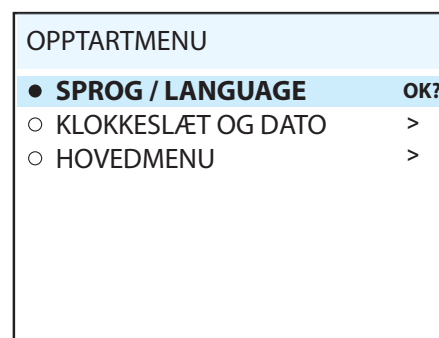 OPPTARTMENU
SPROG / LANGUAGE OK?
KLOKKESLÆT OG DATO >
HOVEDMENU >